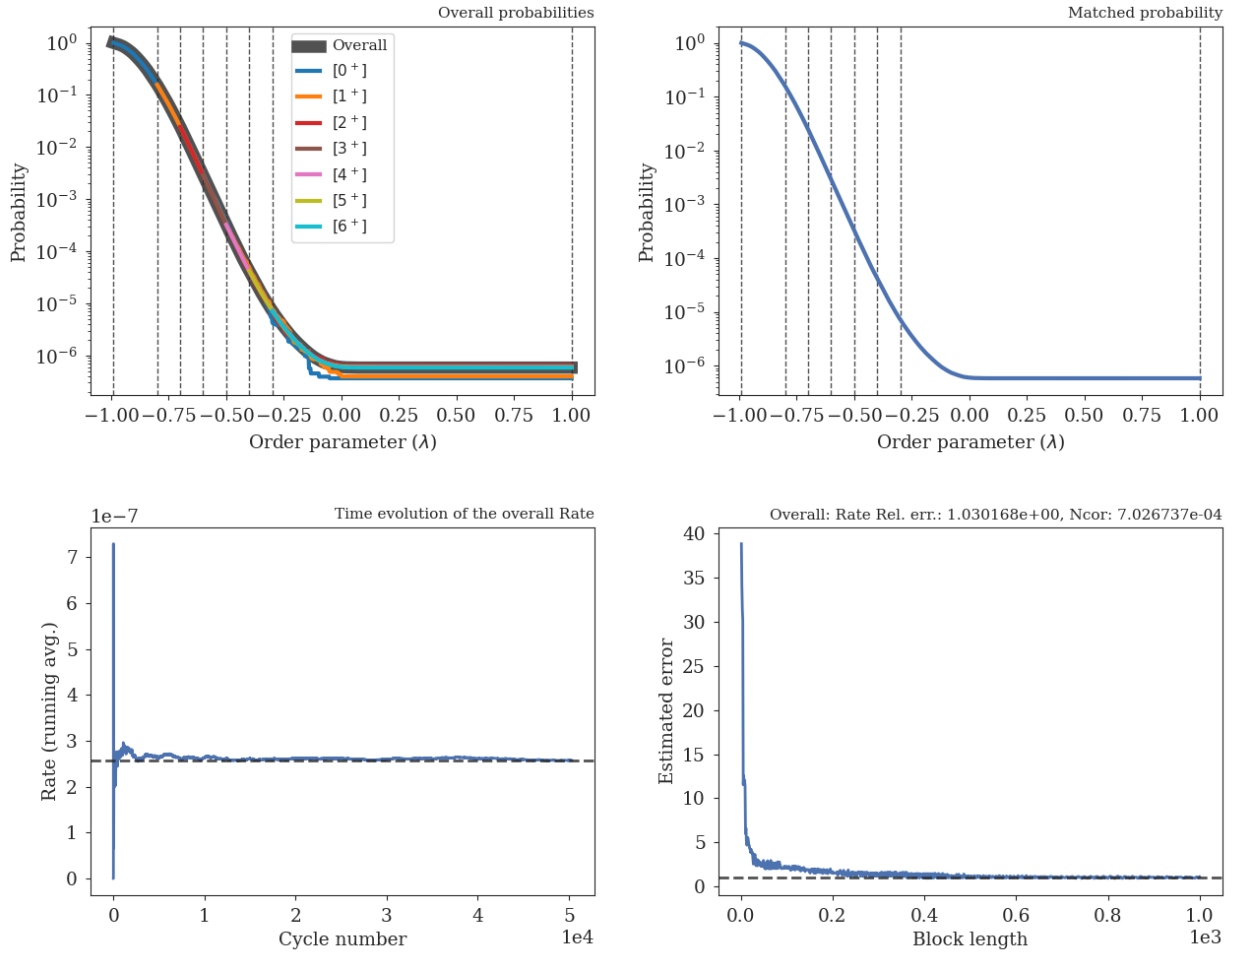 Overall probabilities
10⁰
10⁻¹
10⁻²
10⁻³
10⁻⁴
10⁻⁵
10⁻⁶
Probability
Overall
[0⁺]
[1⁺]
[2⁺]
[3⁺]
[4⁺]
[5⁺]
[6⁺]
−1.00 −0.75 −0.50 −0.25 0.00 0.25 0.50 0.75 1.00
Order parameter (λ)
Matched probability
10⁰
10⁻¹
10⁻²
10⁻³
10⁻⁴
10⁻⁵
10⁻⁶
Probability
−1.00 −0.75 −0.50 −0.25 0.00 0.25 0.50 0.75 1.00
Order parameter (λ)
1e−7
Time evolution of the overall Rate
7
6
5
4
3
2
1
0
Rate (running avg.)
0 1 2 3 4 5
Cycle number
1e4
Overall: Rate Rel. err.: 1.030168e+00, Ncor: 7.026737e-04
40
35
30
25
20
15
10
5
0
Estimated error
0.0 0.2 0.4 0.6 0.8 1.0
Block length
1e3